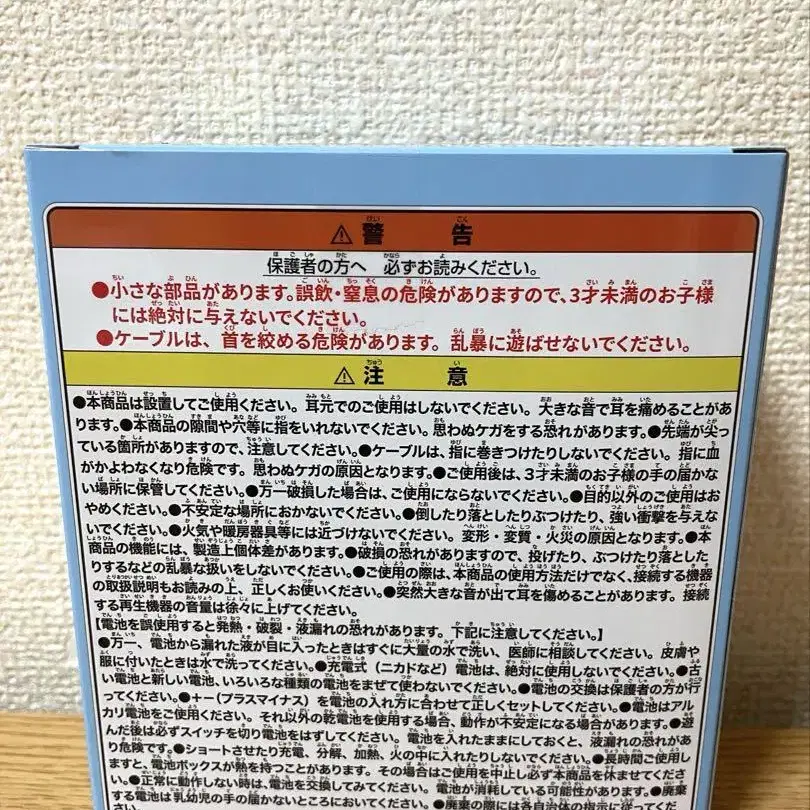 ⚠警告
保護者の方へ 必ずお読みください。
●小さな部品があります。誤飲・窒息の危険がありますので、3才未満のお子様
には絶対に与えないでください。
●ケーブルは、首を絞める危険があります。乱暴に遊ばせないでください。
⚠注意
●本商品は設置してご使用ください。耳元でのご使用はしないでください。大きな音で耳を痛めることがあ
ります。●本商品の隙間や穴等に指をいれないでください。思わぬケガをする恐れがあります。●先端が尖っ
ている箇所がありますので、注意してください。●ケーブルは、指に巻きつけたりしないでください。指に血
がかよわなくなり危険です。思わぬケガの原因となります。●ご使用後は、3才未満のお子様の手の届かな
い場所に保管してください。●万一破損した場合は、ご使用にならないでください。●目的以外のご使用はお
やめください。●不安定な場所におかないでください。●倒したり落としたりぶつけたり、強い衝撃を与えな
いでください。●火気や暖房器具等には近づけないでください。変形・変質・火災の原因となります。●本
商品の機能には、製造上個体差があります。●破損の恐れがありますので、投げたり、ぶつけたり落とした
りするなどの乱暴な扱いをしないでください。●ご使用の際は、本商品の使用方法だけでなく、接続する機器
の取扱説明もお読みの上、正しくお使いください。●突然大きな音が出て耳を傷めることがあります。接続
する再生機器の音量は徐々に上げてください。
[電池を誤使用すると発熱・破裂・液漏れの恐れがあります。下記に注意してください。]
●万一、電池から漏れた液が目に入ったときはすぐに大量の水で洗い、医師に相談してください。皮膚や
服に付いたときは水で洗ってください。●充電式（ニカドなど）電池は、絶対に使用しないでください。●古
い電池と新しい電池、いろいろな種類の電池をまぜて使わないでください。●電池の交換は保護者の方が行
ってください。●＋－（プラスマイナス）を電池の入れ方に合わせて正しくセットしてください。●電池はアル
カリ電池をご使用ください。それ以外の乾電池を使用する場合、動作が不安定になる場合があります。●遊
んだ後は必ずスイッチを切り電池をはずしてください。電池を入れたままにしておくと、液漏れの恐れがあ
り危険です。●ショートさせたり充電、分解、加熱、火の中に入れたりしないでください。●長時間ご使用し
ますと、電池ボックスが熱を持つことがあります。その場合はご使用を中止し必ず本商品を休ませてくださ
い。●正常に動作しない時は、電池を交換してみてください。電池が消耗している可能性があります。●廃棄
する電池は乳幼児の手の届かないところにおいてください。●廃棄の際には各自治体の指示に従ってくだ
さい。